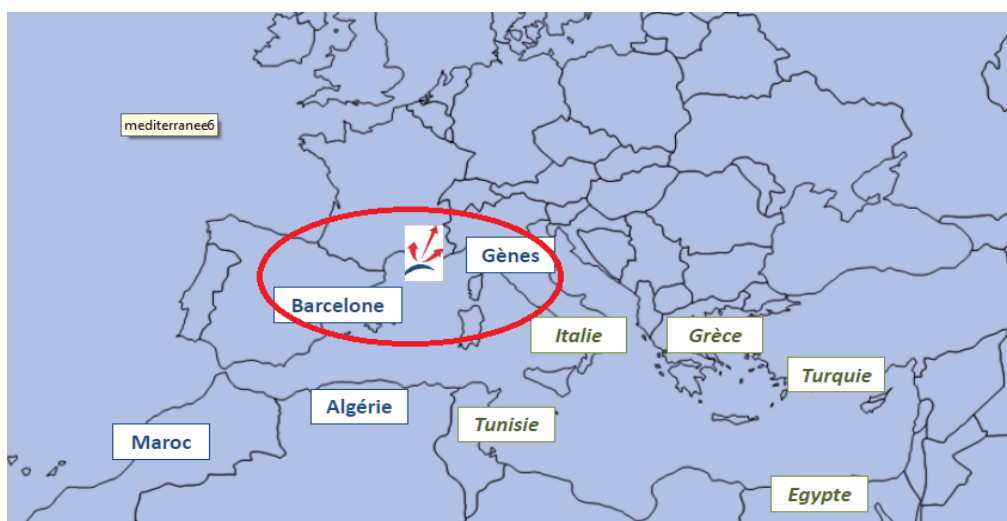 mediterranee6
Gènes
Barcelone
Italie
Grèce
Turquie
Algérie
Tunisie
Maroc
Egypte